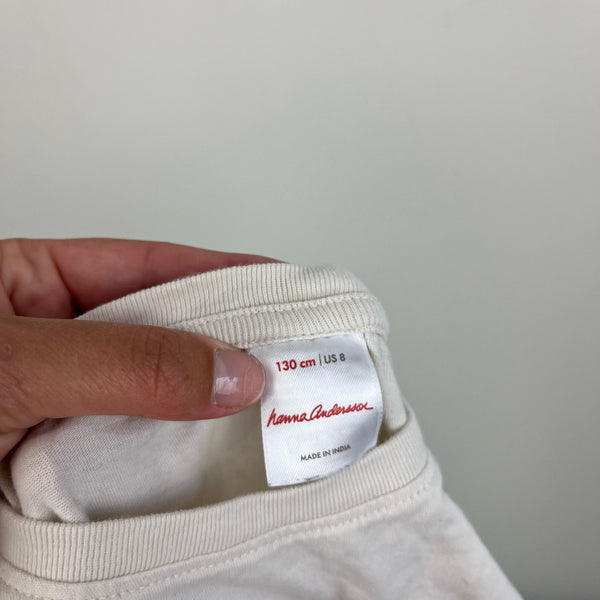 130 cm | US 8
hanna andersson
MADE IN INDIA